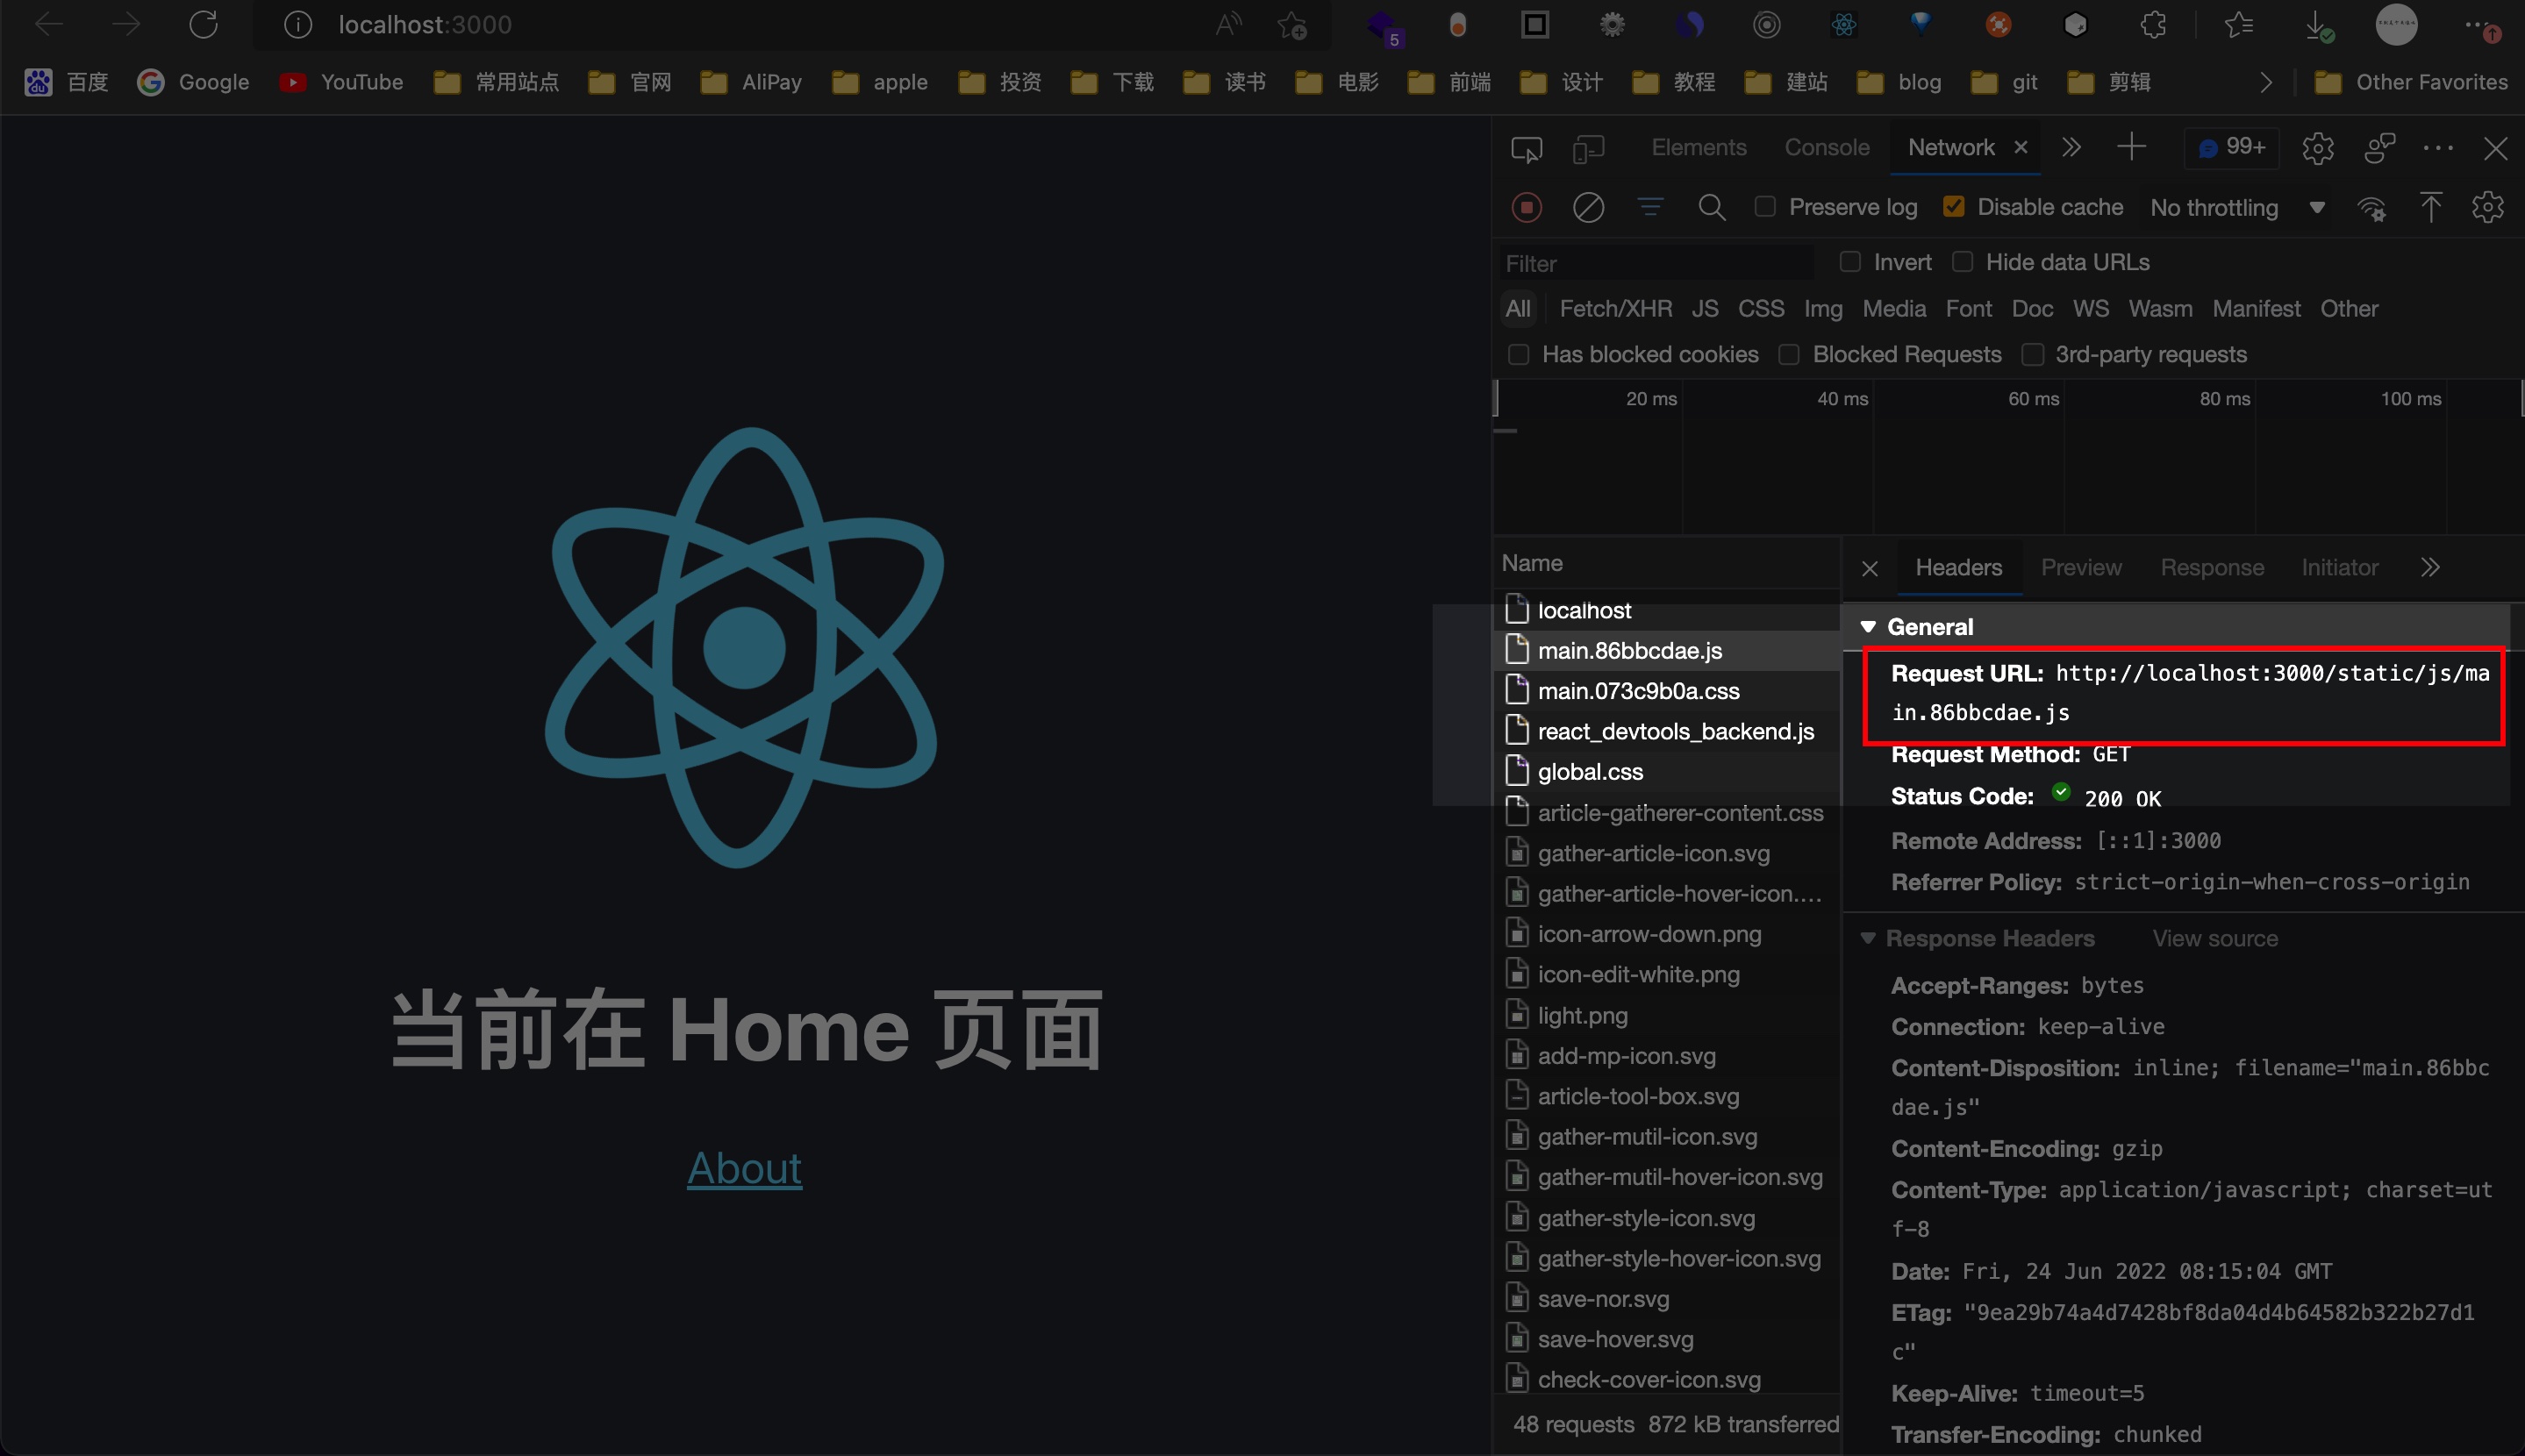 localhost:3000
5
百度 Google YouTube 常用站点 官网 AliPay apple 投资 下载 读书 电影 前端 设计 教程 建站 blog git 剪辑 Other Favorites
Elements Console Network 99+
Preserve log Disable cache No throttling
Filter Invert Hide data URLs
All Fetch/XHR JS CSS Img Media Font Doc WS Wasm Manifest Other
Has blocked cookies Blocked Requests 3rd-party requests
20 ms 40 ms 60 ms 80 ms 100 ms
当前在 Home 页面
About
Name
localhost
main.86bbcdae.js
main.073c9b0a.css
react_devtools_backend.js
global.css
article-gatherer-content.css
gather-article-icon.svg
gather-article-hover-icon....
icon-arrow-down.png
icon-edit-white.png
light.png
add-mp-icon.svg
article-tool-box.svg
gather-mutil-icon.svg
gather-mutil-hover-icon.svg
gather-style-icon.svg
gather-style-hover-icon.svg
save-nor.svg
save-hover.svg
check-cover-icon.svg
48 requests 872 kB transferred
Headers Preview Response Initiator
General
Request URL: http://localhost:3000/static/js/ma
in.86bbcdae.js
Request Method: GET
Status Code: 200 OK
Remote Address: [::1]:3000
Referrer Policy: strict-origin-when-cross-origin
Response Headers View source
Accept-Ranges: bytes
Connection: keep-alive
Content-Disposition: inline; filename="main.86bbc
dae.js"
Content-Encoding: gzip
Content-Type: application/javascript; charset=ut
f-8
Date: Fri, 24 Jun 2022 08:15:04 GMT
ETag: "9ea29b74a4d7428bf8da04d4b64582b322b27d1
c"
Keep-Alive: timeout=5
Transfer-Encoding: chunked